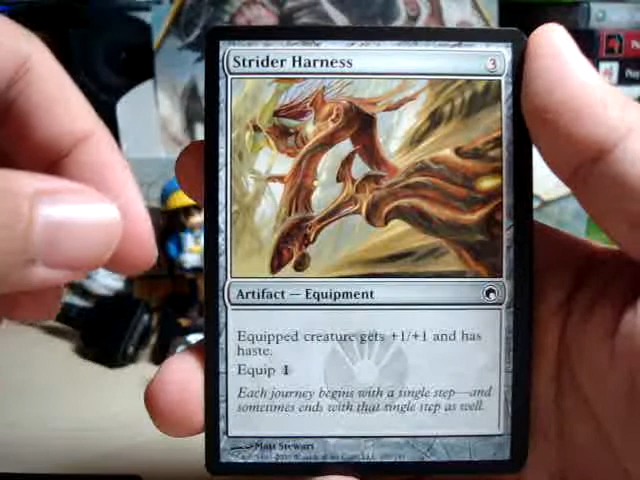 Strider Harness 3
Artifact — Equipment
Equipped creature gets +1/+1 and has
haste.
Equip 1
Each journey begins with a single step—and
sometimes ends with that single step as well.
Matt Stewart